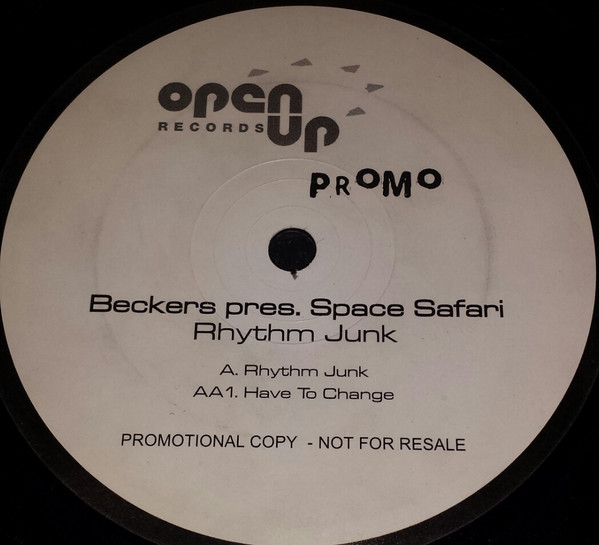 open
RECORDS up
PROMO
Beckers pres. Space Safari
Rhythm Junk
A. Rhythm Junk
AA1. Have To Change
PROMOTIONAL COPY - NOT FOR RESALE